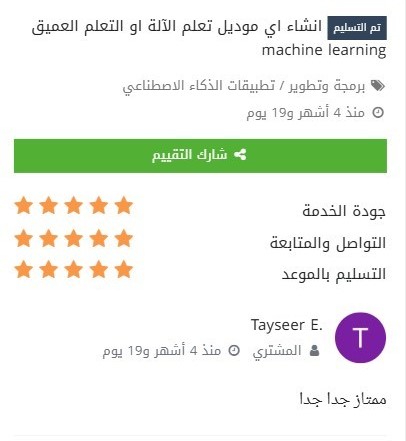 تم التسليم انشاء اي موديل تعلم الآلة او التعلم العميق
machine learning
برمجة وتطوير / تطبيقات الذكاء الاصطناعي
منذ 4 أشهر و19 يوم
شارك التقييم
جودة الخدمة
التواصل والمتابعة
التسليم بالموعد
T
Tayseer E.
المشتري منذ 4 أشهر و19 يوم
ممتاز جدا جدا